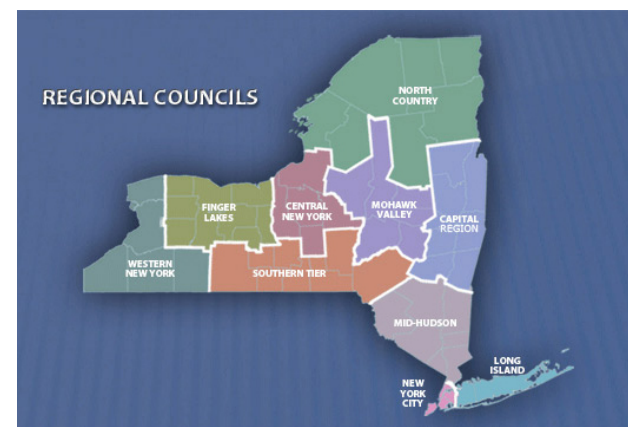 REGIONAL COUNCILS
NORTH
COUNTRY
FINGER
LAKES
CENTRAL
NEW YORK
MOHAWK
VALLEY
CAPITAL
REGION
WESTERN
NEW YORK
SOUTHERN TIER
MID-HUDSON
LONG
ISLAND
NEW
YORK
CITY